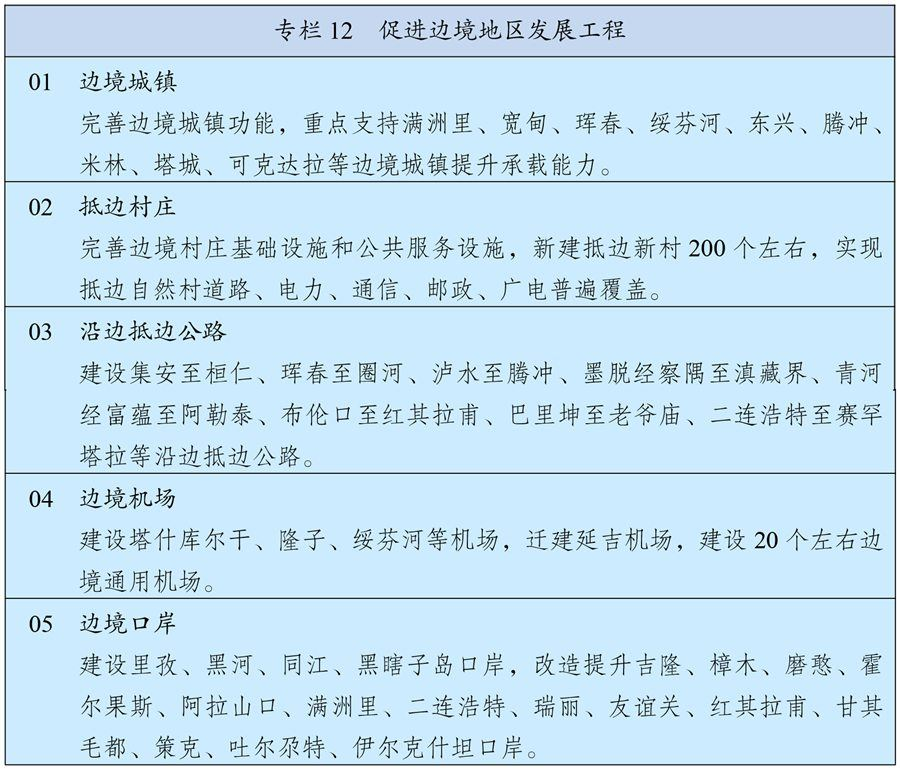 专栏12 促进边境地区发展工程
01 边境城镇
完善边境城镇功能，重点支持满洲里、宽甸、珲春、绥芬河、东兴、腾冲、
米林、塔城、可克达拉等边境城镇提升承载能力。
02 抵边村庄
完善边境村庄基础设施和公共服务设施，新建抵边新村200个左右，实现
抵边自然村道路、电力、通信、邮政、广电普遍覆盖。
03 沿边抵边公路
建设集安至桓仁、珲春至圈河、泸水至腾冲、墨脱经察隅至滇藏界、青河
经富蕴至阿勒泰、布伦口至红其拉甫、巴里坤至老爷庙、二连浩特至赛罕
塔拉等沿边抵边公路。
04 边境机场
建设塔什库尔干、隆子、绥芬河等机场，迁建延吉机场，建设20个左右边
境通用机场。
05 边境口岸
建设里孜、黑河、同江、黑瞎子岛口岸，改造提升吉隆、樟木、磨憨、霍
尔果斯、阿拉山口、满洲里、二连浩特、瑞丽、友谊关、红其拉甫、甘其
毛都、策克、吐尔尕特、伊尔克什坦口岸。